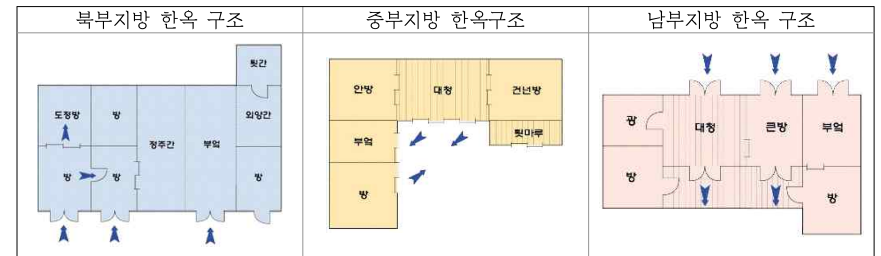 북부지방 한옥 구조
중부지방 한옥구조
남부지방 한옥 구조
뒷간
도장방
방
정주간
부엌
외양간
방
방
방
안방
대청
건넌방
부엌
툇마루
방
광
대청
큰방
부엌
방
방